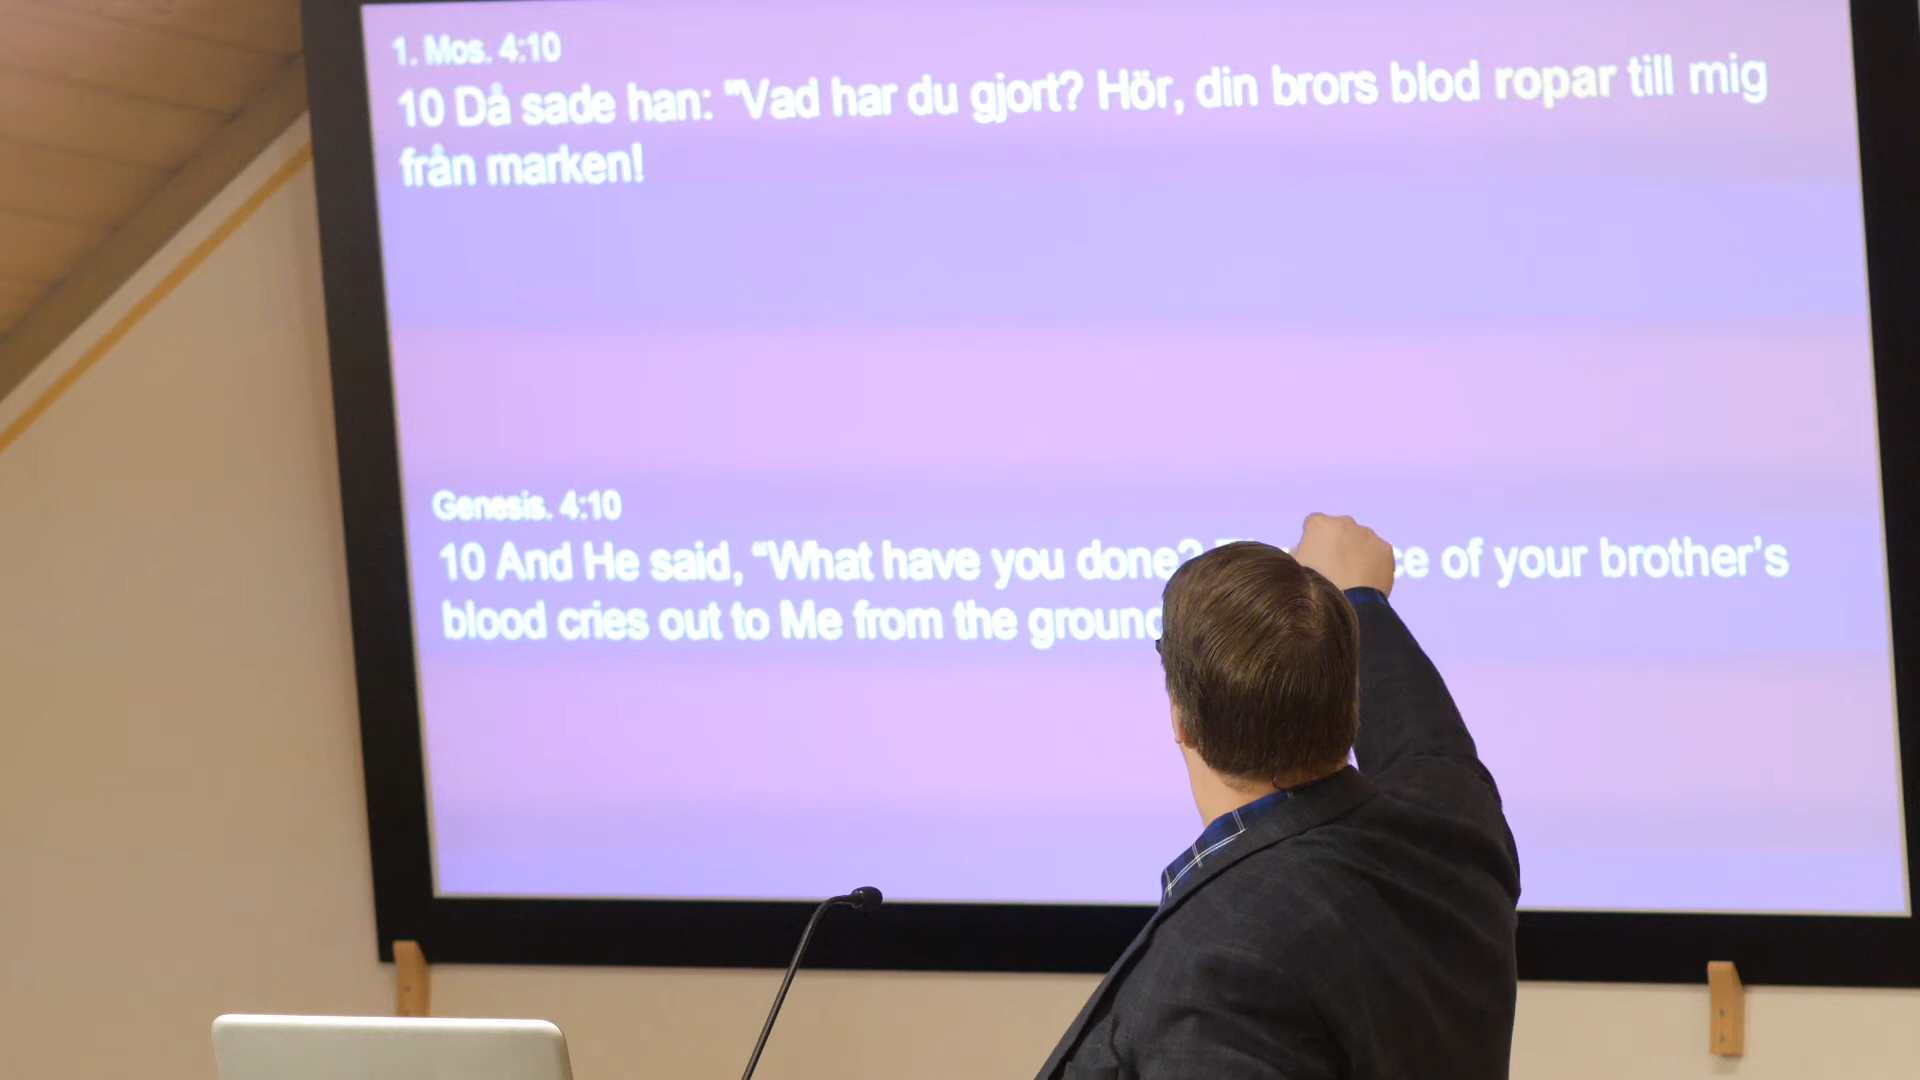 1. Mos. 4:10
10 Då sade han: "Vad har du gjort? Hör, din brors blod ropar till mig
från marken!
Genesis. 4:10
10 And He said, “What have you done? of your brother’s
blood cries out to Me from the ground